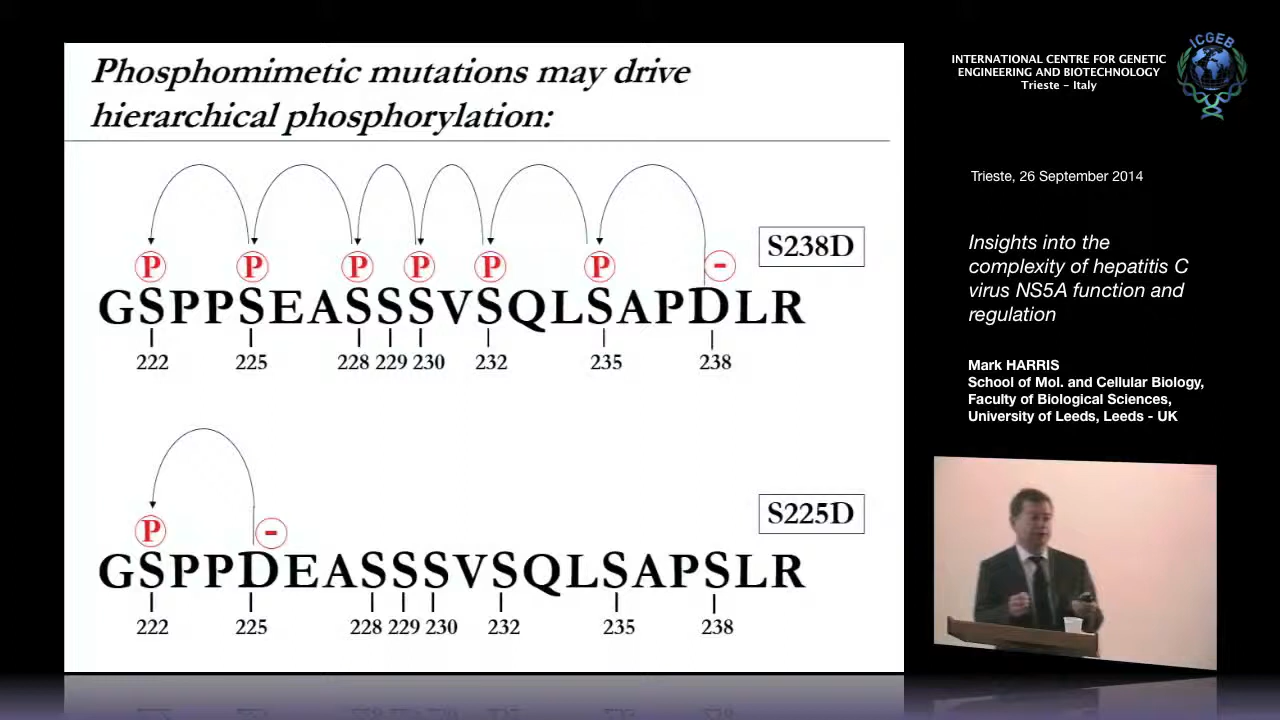 Phosphomimetic mutations may drive
hierarchical phosphorylation:
P P P P P P -
S238D
GSPPSEASSSVSQLSAPDLR
222 225 228 229 230 232 235 238
P -
S225D
GSPPDEASSSVSQLSAPSLR
222 225 228 229 230 232 235 238
INTERNATIONAL CENTRE FOR GENETIC
ENGINEERING AND BIOTECHNOLOGY
Trieste - Italy
ICGEB
Trieste, 26 September 2014
Insights into the
complexity of hepatitis C
virus NS5A function and
regulation
Mark HARRIS
School of Mol. and Cellular Biology,
Faculty of Biological Sciences,
University of Leeds, Leeds - UK